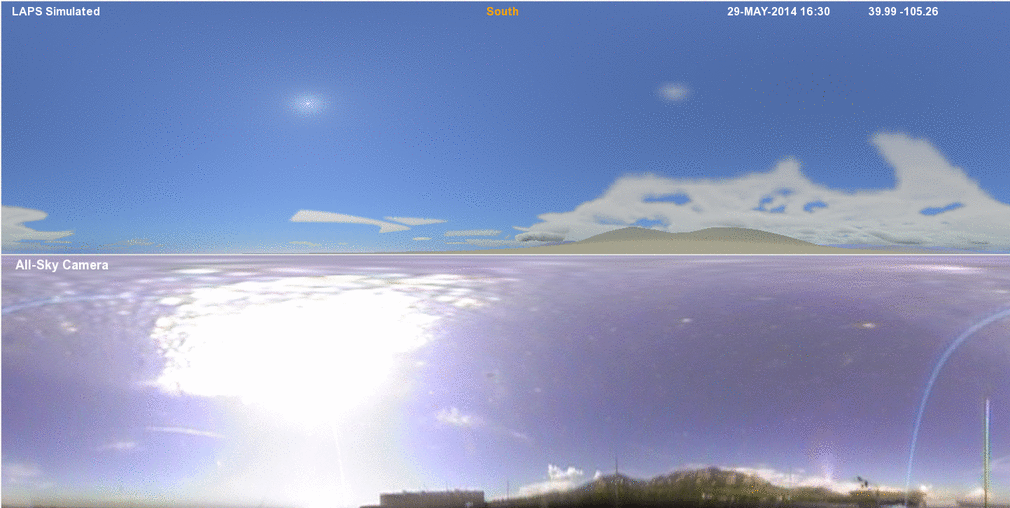 LAPS Simulated South 29-MAY-2014 16:30 39.99 -105.26
All-Sky Camera